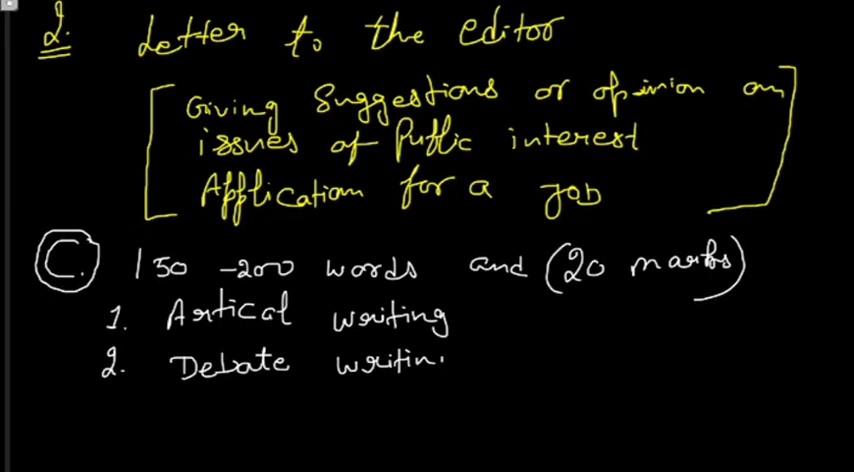 2. Letter to the editor
[Giving Suggestions or opinion on
issues of Public interest
Application for a job]
C. 150 -200 words and (20 marks)
1. Artical writing
2. Debate writin